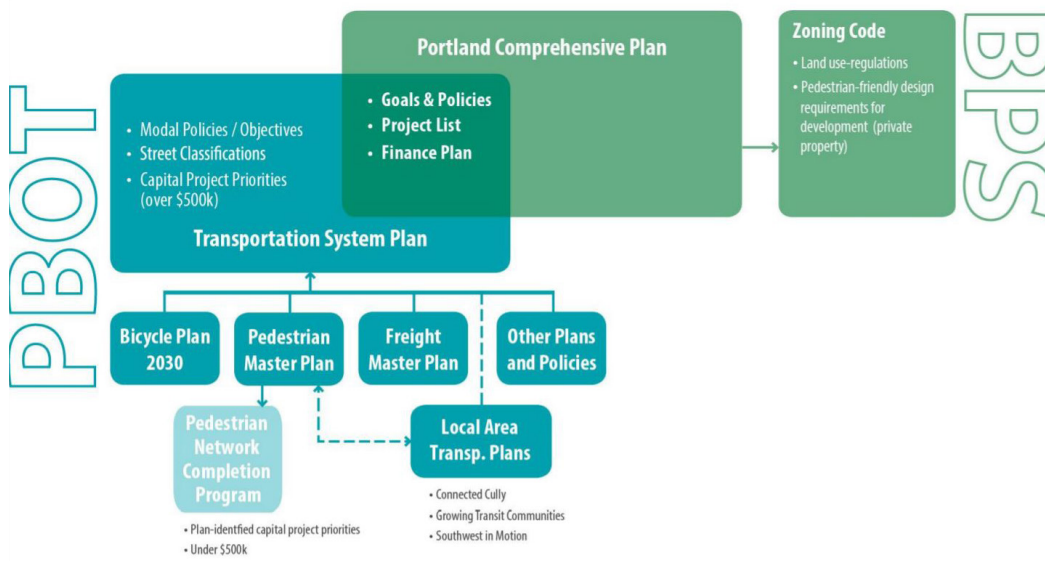 PBOT
Portland Comprehensive Plan
• Goals & Policies
• Project List
• Finance Plan
• Modal Policies / Objectives
• Street Classifications
• Capital Project Priorities
(over $500k)
Transportation System Plan
Zoning Code
• Land use-regulations
• Pedestrian-friendly design
requirements for
development (private
property)
BPS
Bicycle Plan
2030
Pedestrian
Master Plan
Freight
Master Plan
Other Plans
and Policies
Pedestrian
Network
Completion
Program
• Plan-identfied capital project priorities
• Under $500k
Local Area
Transp. Plans
• Connected Cully
• Growing Transit Communities
• Southwest in Motion